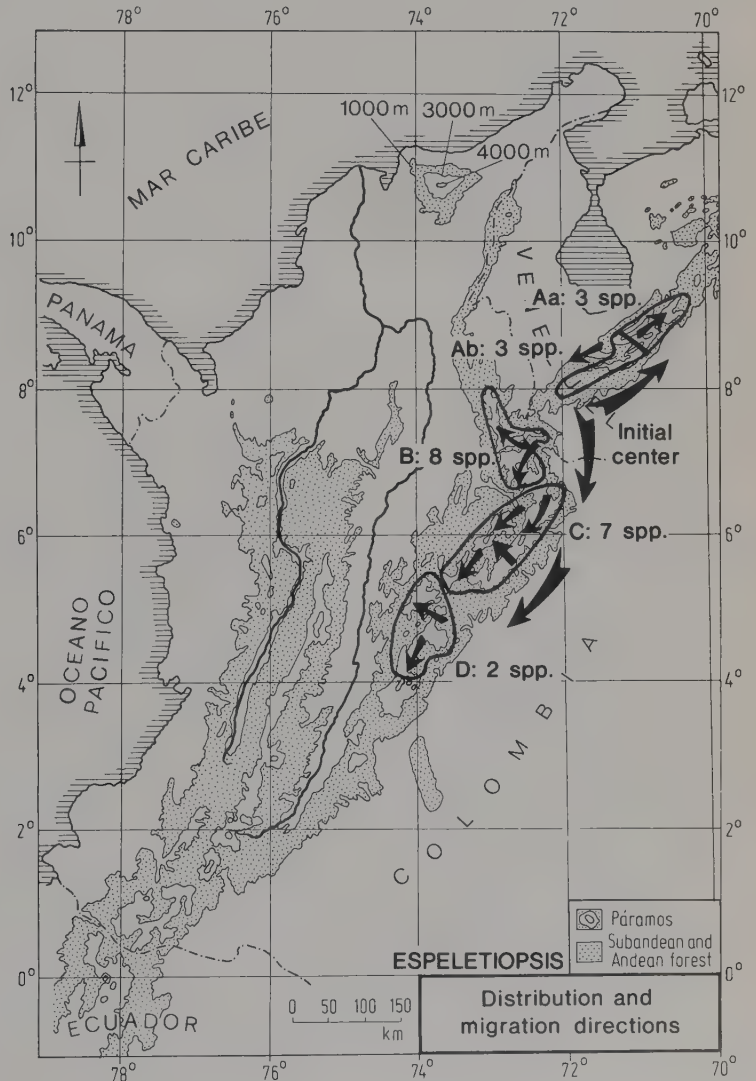 78°
76°
74°
72°
70°
12°
1000 m
3000 m
4000 m
MAR CARIBE
10°
10°
PANAMA
VENE
Aa: 3 spp.
Ab: 3 spp.
8°
8°
Initial
center
B: 8 spp.
6°
6°
C: 7 spp.
OCEANO
PACIFICO
4°
D: 2 spp.
4°
COLOMBIA
2°
2°
Páramos
Subandean and
Andean forest
0°
ESPELETIOPSIS
0°
0 50 100 150
km
Distribution and
migration directions
ECUADOR
78°
76°
74°
72°
70°